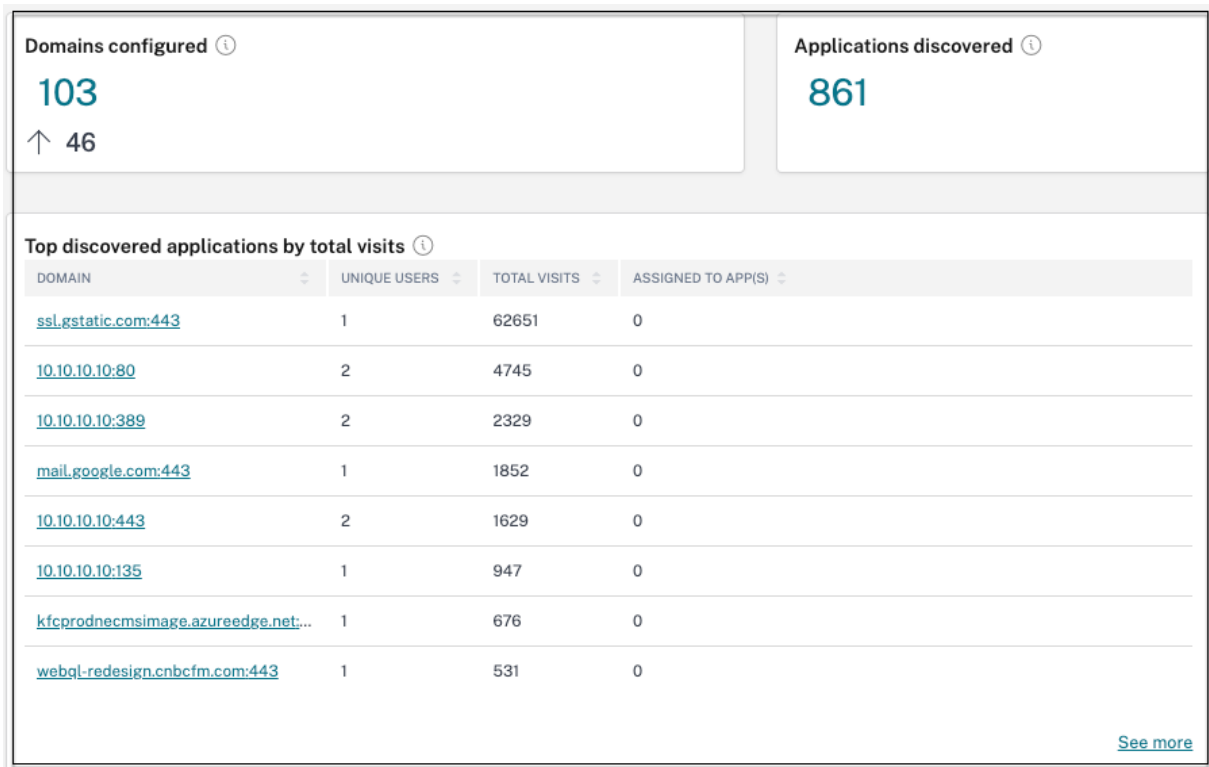 Domains configured
103
↑ 46
Applications discovered
861
Top discovered applications by total visits
DOMAIN UNIQUE USERS TOTAL VISITS ASSIGNED TO APP(S)
ssl.gstatic.com:443 1 62651 0
10.10.10.10:80 2 4745 0
10.10.10.10:389 2 2329 0
mail.google.com:443 1 1852 0
10.10.10.10:443 2 1629 0
10.10.10.10:135 1 947 0
kfcprodnecmsimage.azureedge.net:... 1 676 0
webql-redesign.cnbcfm.com:443 1 531 0
See more